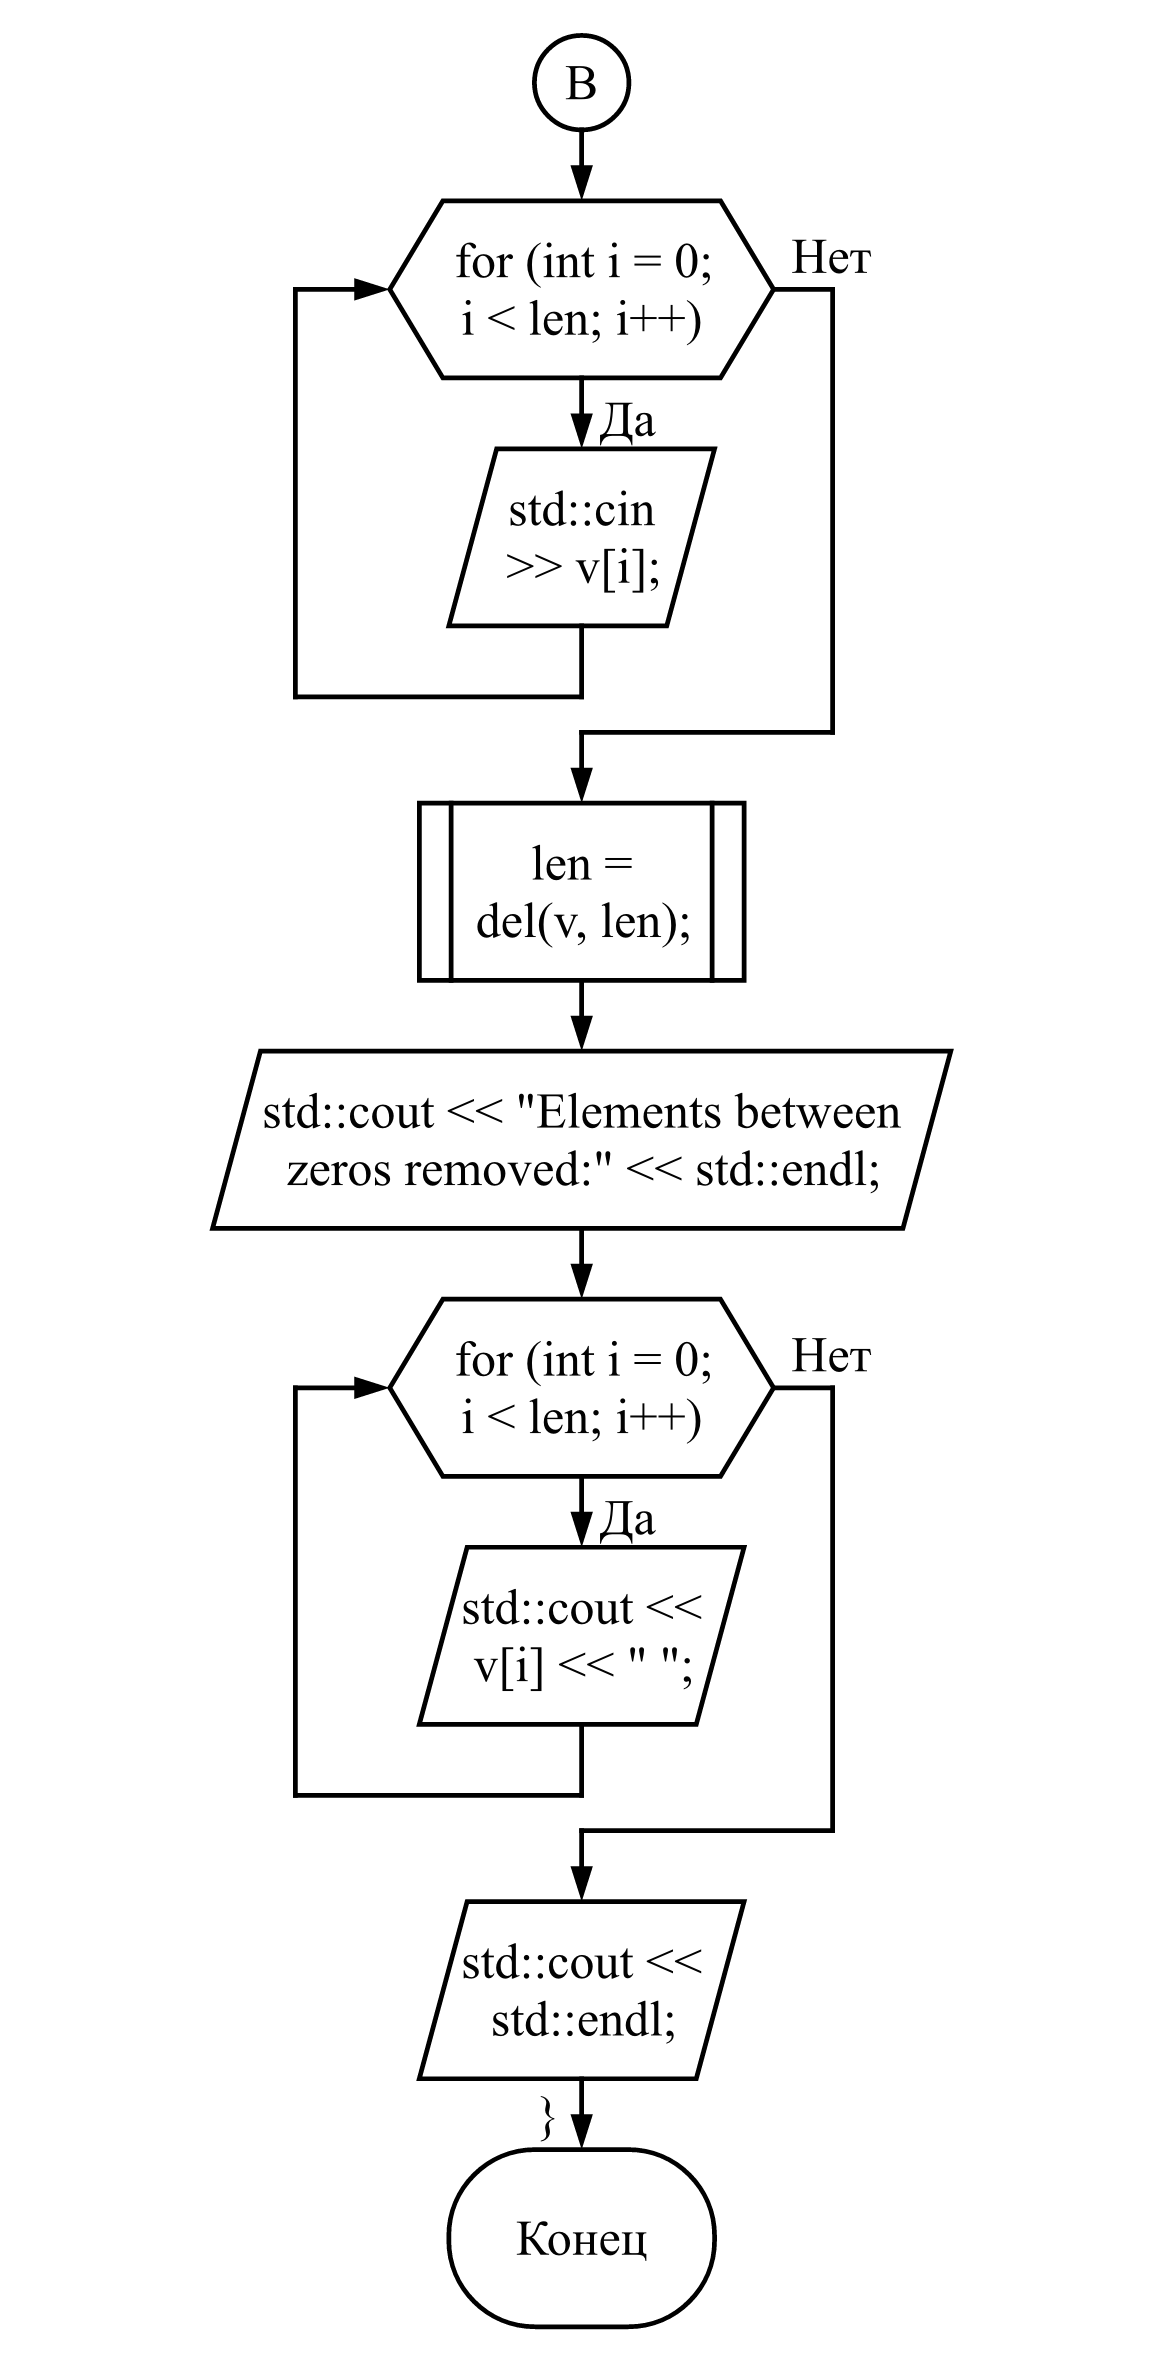 В
for (int i = 0;
i < len; i++)
Нет
Да
std::cin
>> v[i];
len =
del(v, len);
std::cout << "Elements between
zeros removed:" << std::endl;
for (int i = 0;
i < len; i++)
Нет
Да
std::cout <<
v[i] << " ";
std::cout <<
std::endl;
}
Конец